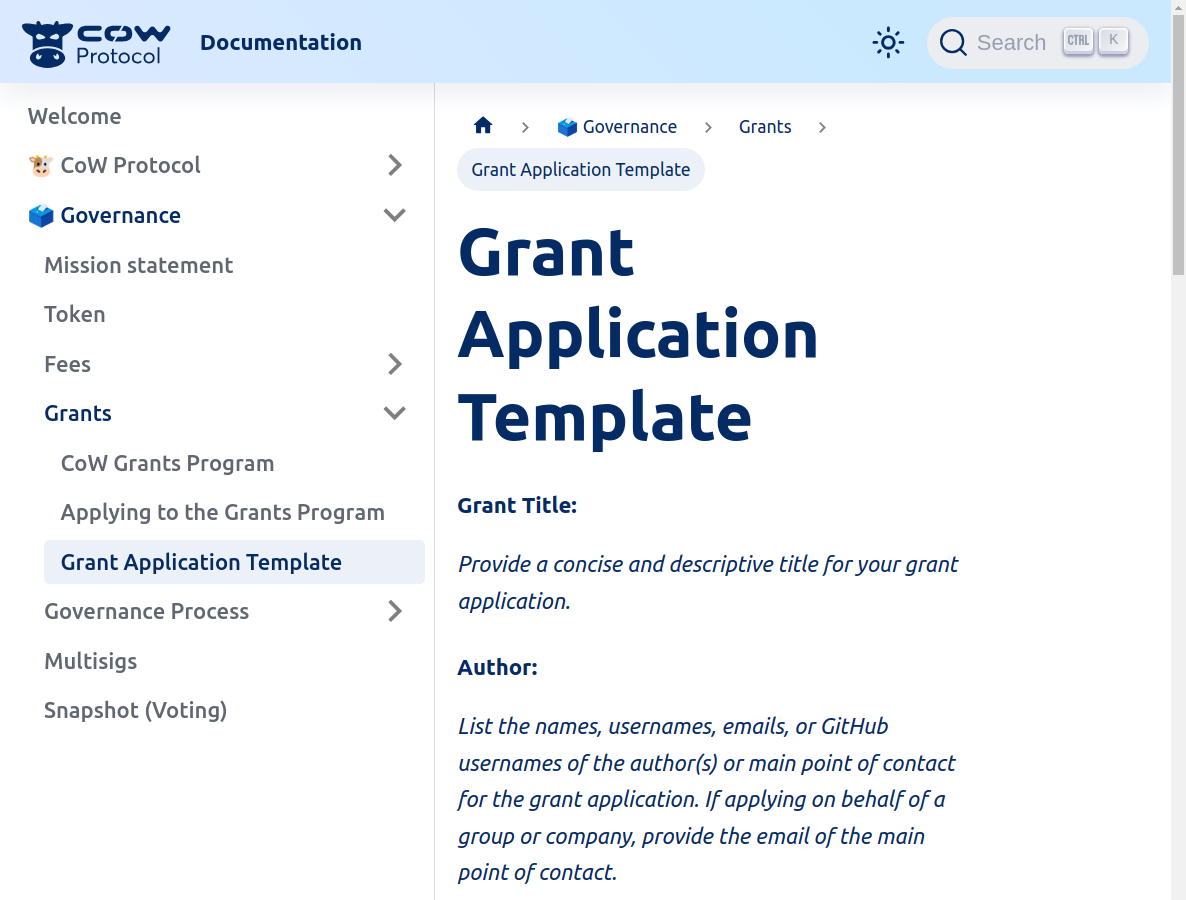 COW
Protocol
Documentation
Search
CTRL
K
Welcome
CoW Protocol
Governance
Mission statement
Token
Fees
Grants
CoW Grants Program
Applying to the Grants Program
Grant Application Template
Governance Process
Multisigs
Snapshot (Voting)
Governance
Grants
Grant Application Template
Grant
Application
Template
Grant Title:
Provide a concise and descriptive title for your grant
application.
Author:
List the names, usernames, emails, or GitHub
usernames of the author(s) or main point of contact
for the grant application. If applying on behalf of a
group or company, provide the email of the main
point of contact.